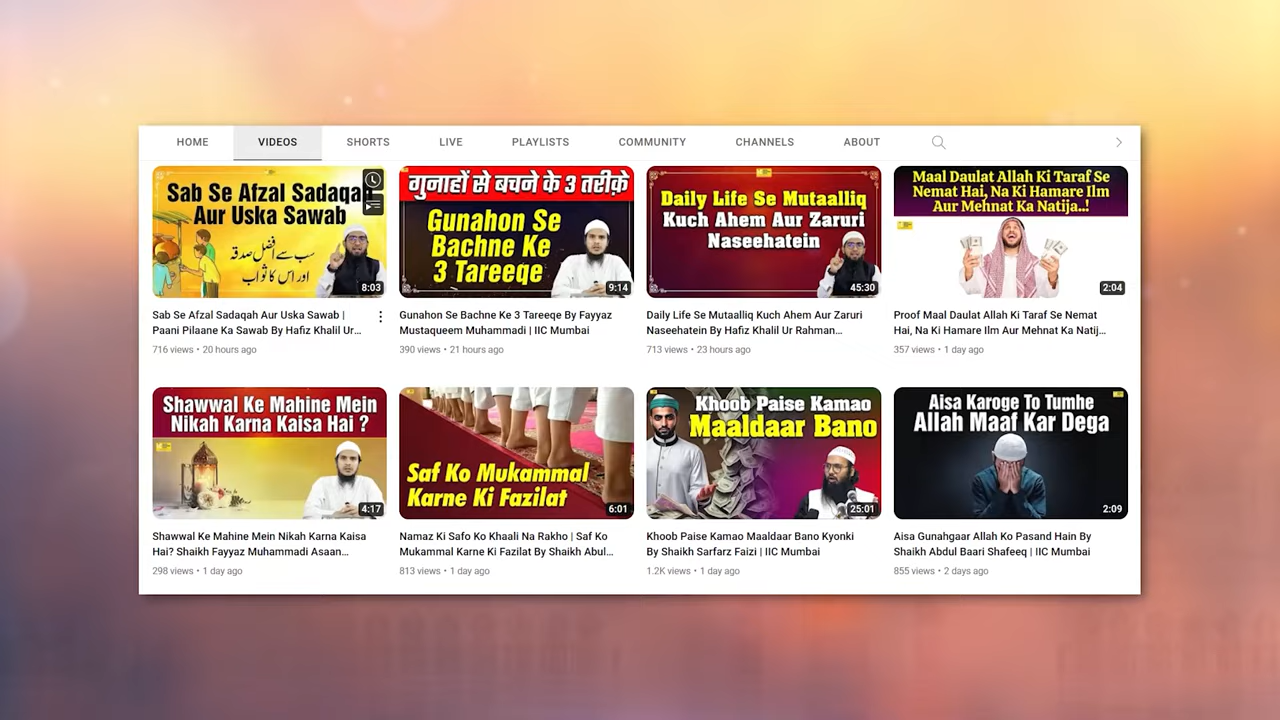 HOME
VIDEOS
SHORTS
LIVE
PLAYLISTS
COMMUNITY
CHANNELS
ABOUT
Sab Se Afzal Sadaqah
Aur Uska Sawab
سب سے افضل صدقہ
اور اس کا ثواب
8:03
Sab Se Afzal Sadaqah Aur Uska Sawab |
Paani Pilaane Ka Sawab By Hafiz Khalil Ur...
716 views • 20 hours ago
गुनाहों से बचने के 3 तरीक़े
Gunahon Se
Bachne Ke
3 Tareeqe
9:14
Gunahon Se Bachne Ke 3 Tareeqe By Fayyaz
Mustaqueem Muhammadi | IIC Mumbai
390 views • 21 hours ago
Daily Life Se Mutaalliq
Kuch Ahem Aur Zaruri
Naseehatein
45:30
Daily Life Se Mutaalliq Kuch Ahem Aur Zaruri
Naseehatein By Hafiz Khalil Ur Rahman...
713 views • 23 hours ago
Maal Daulat Allah Ki Taraf Se
Nemat Hai, Na Ki Hamare Ilm
Aur Mehnat Ka Natija..!
2:04
Proof Maal Daulat Allah Ki Taraf Se Nemat
Hai, Na Ki Hamare Ilm Aur Mehnat Ka Natij...
357 views • 1 day ago
Shawwal Ke Mahine Mein
Nikah Karna Kaisa Hai ?
4:17
Shawwal Ke Mahine Mein Nikah Karna Kaisa
Hai? Shaikh Fayyaz Muhammadi Asaan...
298 views • 1 day ago
Saf Ko Mukammal
Karne Ki Fazilat
6:01
Namaz Ki Safo Ko Khaali Na Rakho | Saf Ko
Mukammal Karne Ki Fazilat By Shaikh Abul...
813 views • 1 day ago
Khoob Paise Kamao
Maaldaar Bano
25:01
Khoob Paise Kamao Maaldaar Bano Kyonki
By Shaikh Sarfarz Faizi | IIC Mumbai
1.2K views • 1 day ago
Aisa Karoge To Tumhe
Allah Maaf Kar Dega
2:09
Aisa Gunahgaar Allah Ko Pasand Hain By
Shaikh Abdul Baari Shafeeq | IIC Mumbai
855 views • 2 days ago